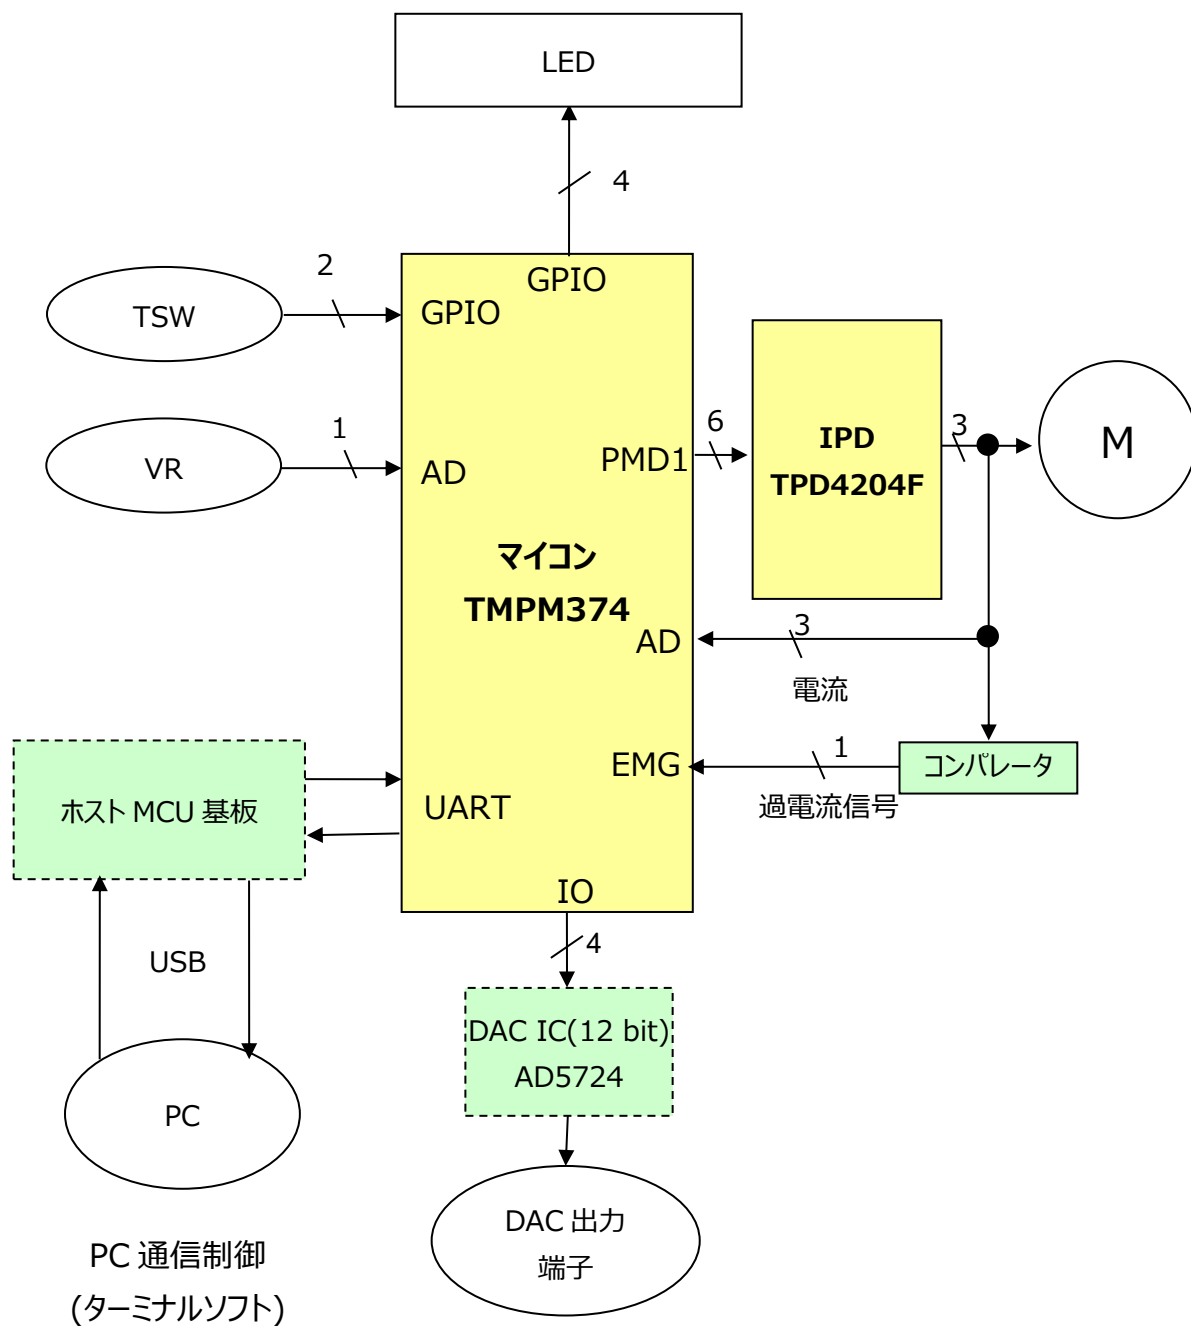 LED
4
2
GPIO
TSW
GPIO
1
VR
AD
6
PMD1
IPD
TPD4204F
3
M
マイコン
TMPM374
3
AD
電流
1
EMG
コンパレータ
過電流信号
ホスト MCU 基板
UART
IO
4
USB
DAC IC(12 bit)
AD5724
PC
DAC 出力
端子
PC 通信制御
(ターミナルソフト)